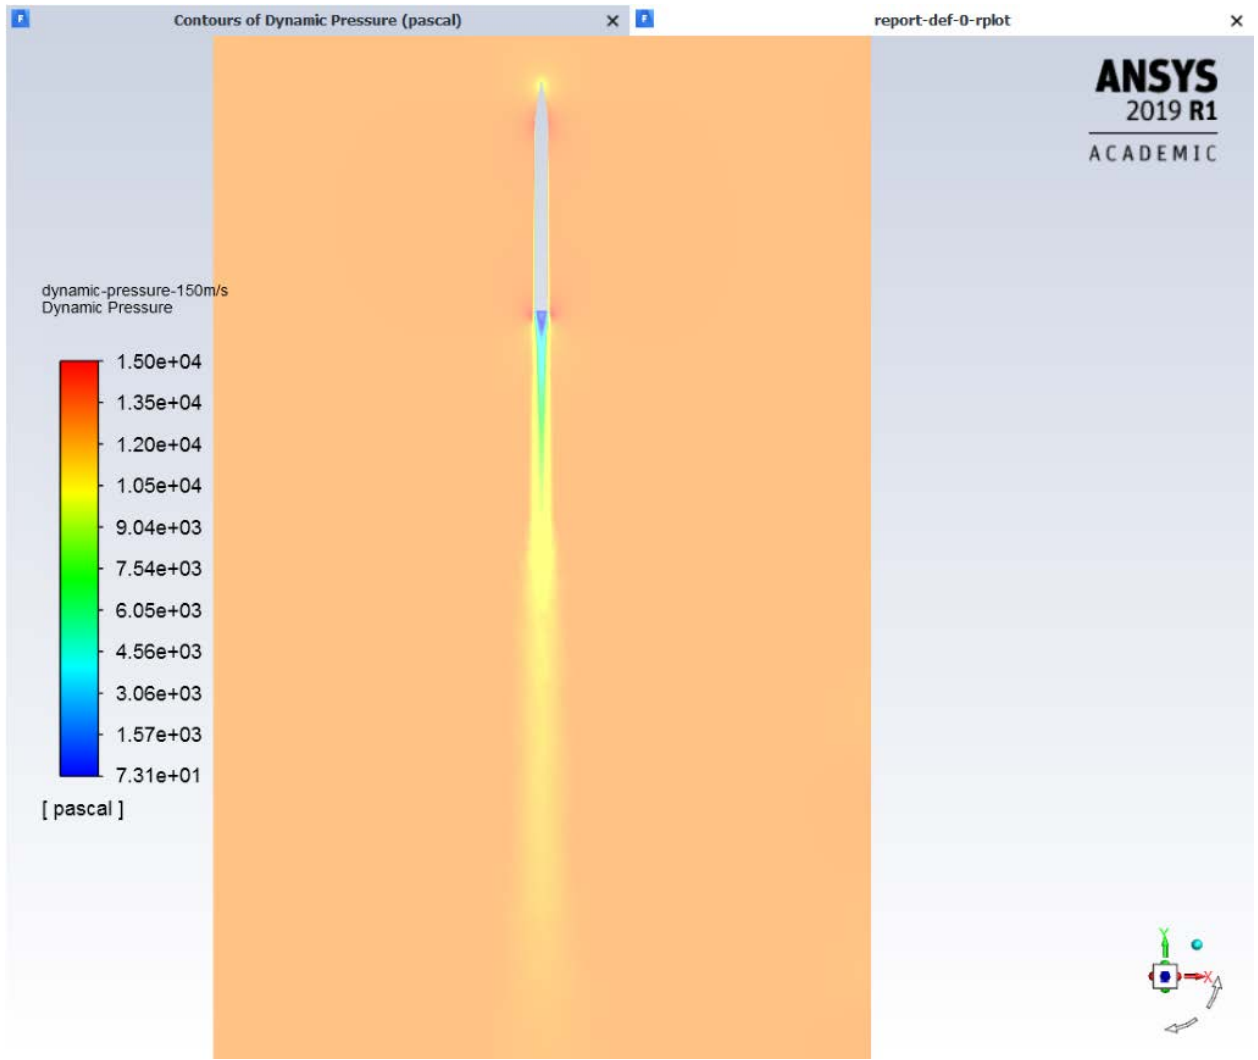 Contours of Dynamic Pressure (pascal)
report-def-0-rplot
ANSYS
2019 R1
ACADEMIC
dynamic-pressure-150m/s
Dynamic Pressure
1.50e+04
1.35e+04
1.20e+04
1.05e+04
9.04e+03
7.54e+03
6.05e+03
4.56e+03
3.06e+03
1.57e+03
7.31e+01
[ pascal ]
Y
X